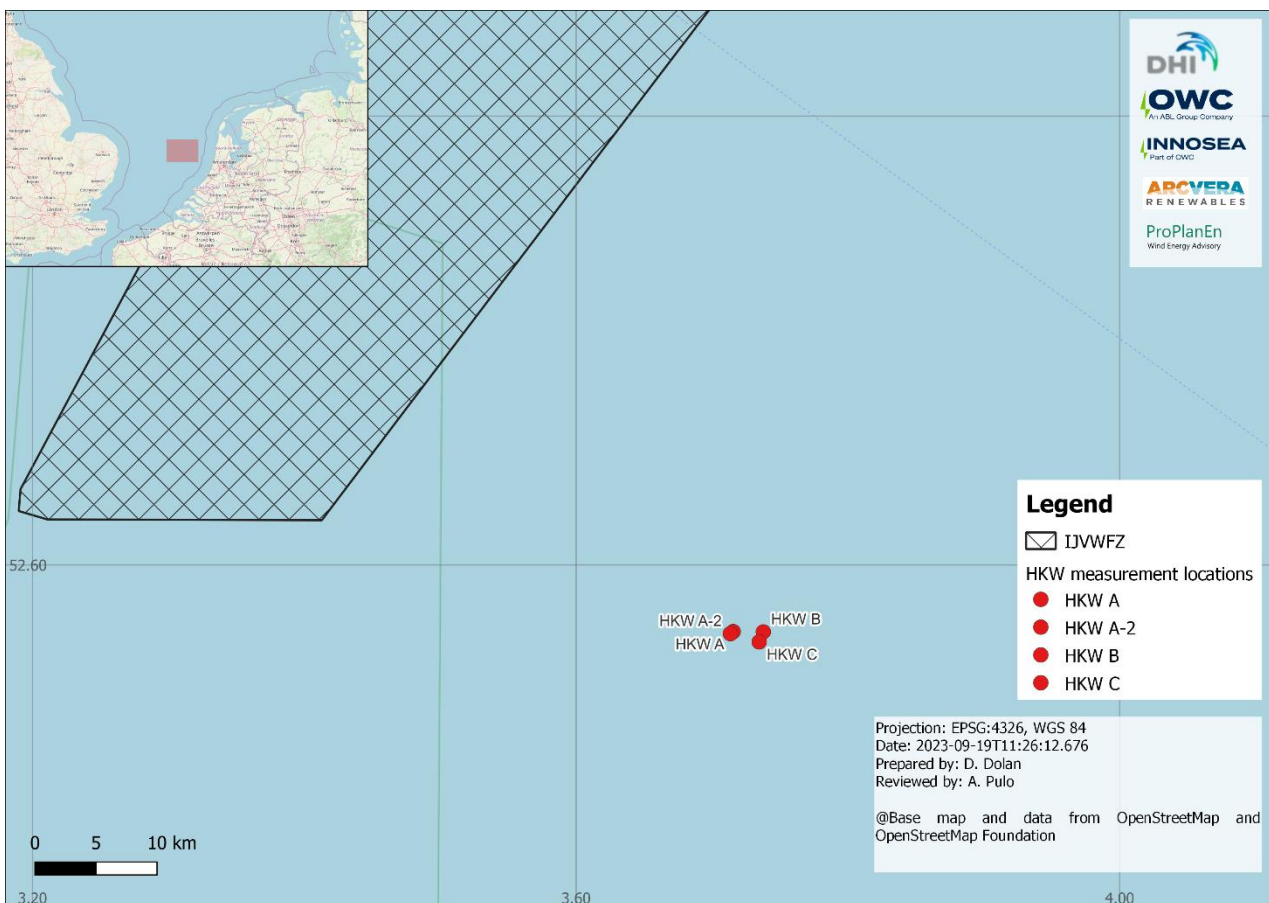 DHI
OWC
An ABL Group Company
INNOSEA
Part of OWC
ARCVERA
RENEWABLES
ProPlanEn
Wind Energy Advisory
52.60
HKW A-2
HKW B
HKW A
HKW C
Legend
IJVWFZ
HKW measurement locations
HKW A
HKW A-2
HKW B
HKW C
Projection: EPSG:4326, WGS 84
Date: 2023-09-19T11:26:12.676
Prepared by: D. Dolan
Reviewed by: A. Pulo
@Base map and data from OpenStreetMap and
OpenStreetMap Foundation
0 5 10 km
3.20 3.60 4.00